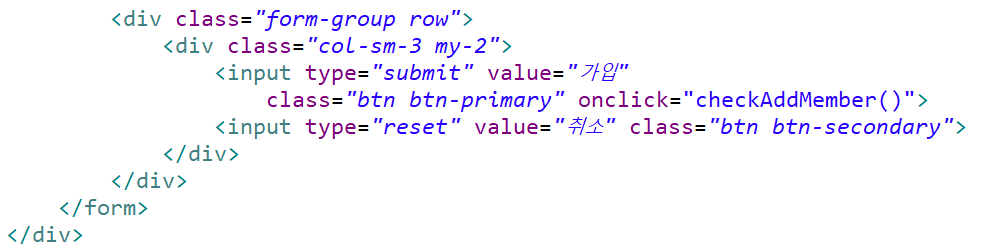 <div class="form-group row">
<div class="col-sm-3 my-2">
<input type="submit" value="가입"
class="btn btn-primary" onclick="checkAddMember()">
<input type="reset" value="취소" class="btn btn-secondary">
</div>
</div>
</form>
</div>